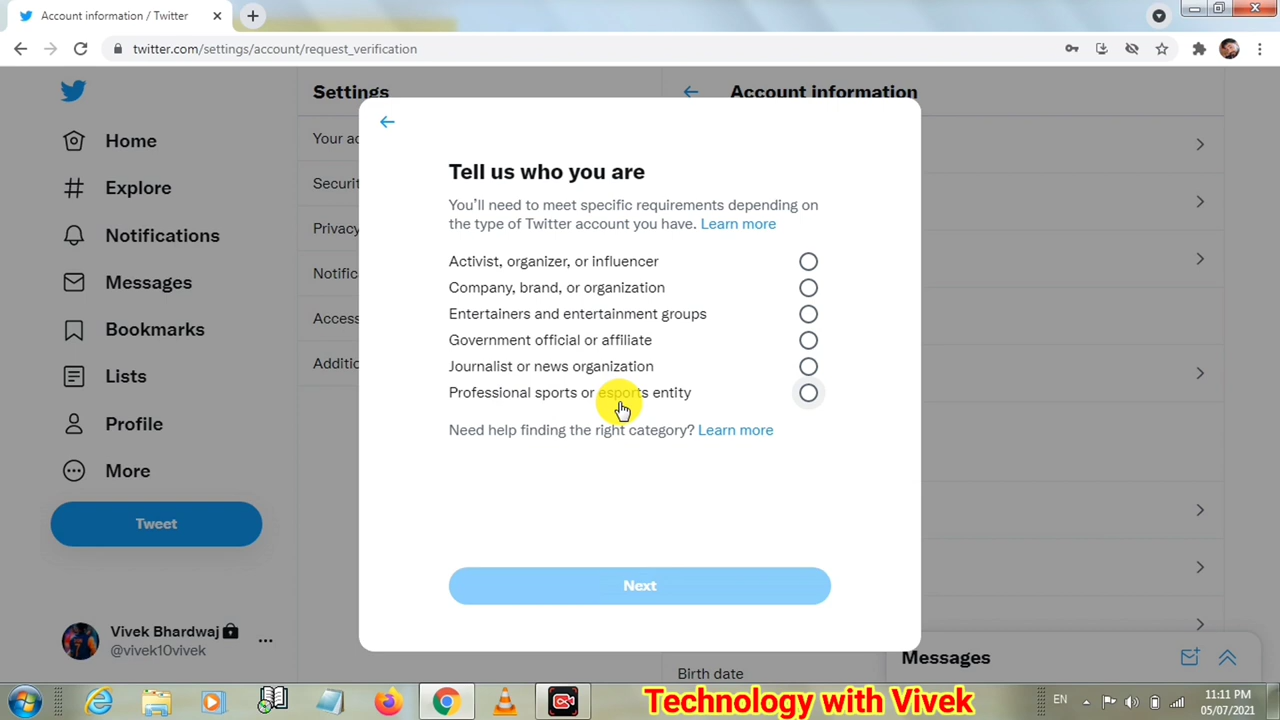 Account information / Twitter
twitter.com/settings/account/request_verification
Settings
Account information
Home
Explore
Notifications
Messages
Bookmarks
Lists
Profile
More
Tweet
Vivek Bhardwaj
@vivek10vivek
Your ac
Securit
Privacy
Notific
Access
Additio
Tell us who you are
You'll need to meet specific requirements depending on
the type of Twitter account you have. Learn more
Activist, organizer, or influencer
Company, brand, or organization
Entertainers and entertainment groups
Government official or affiliate
Journalist or news organization
Professional sports or esports entity
Need help finding the right category? Learn more
Next
Birth date
Messages
Technology with Vivek
EN
11:11 PM
05/07/2021